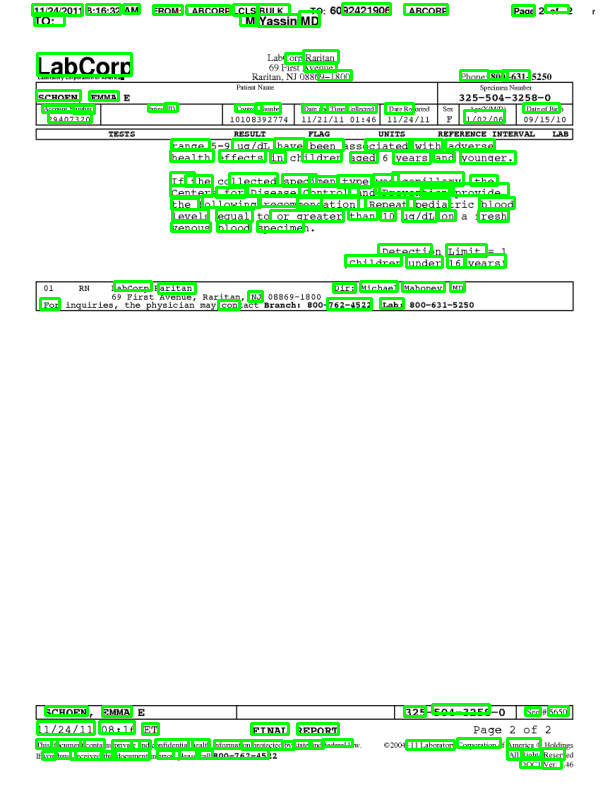 11/24/2011 8:16:32 AM FROM: LABCORP LCLS BULK TO: 6092421906 LABCORP Page 2 of 2
TO: M Yassin MD
LabCorp
LabCorp Raritan
69 First Avenue
Raritan, NJ 08869-1800
Phone: 800-631-5250
Patient Name Specimen Number
SCHOEN, EMMA E 325-504-3258-0
Account Number Patient ID Control Number Date & Time Collected Date Reported Sex Age(Y/M/D) Date of Birth
29407320 10108392774 11/21/11 01:46 11/24/11 F 1/02/06 09/15/10
TESTS RESULT FLAG UNITS REFERENCE INTERVAL LAB
range 5-9 ug/dL have been associated with adverse
health effects in children aged 6 years and younger.
If the collected specimen type was capillary, the
Centers for Disease Control and Prevention provide
the following recommendation: Repeat pediatric blood
levels equal to or greater than 10 ug/dL on a fresh
venous blood specimen.
Detection Limit = 1
(Children under 16 years)
01 RN LabCorp Raritan Dir: Michael Mahoney MD
69 First Avenue, Raritan, NJ 08869-1800
For inquiries, the physician may contact Branch: 800-762-4522 Lab: 800-631-5250
SCHOEN, EMMA E 325-504-3258-0 Seq # 5650
11/24/11 08:16 ET FINAL REPORT Page 2 of 2
This document contains private and confidential health information protected by state and federal law. ©2004-11 Laboratory Corporation of America ® Holdings
If you have received this document in error, please call 800-762-4522 All Rights Reserved
DOC1 Ver: 1.46